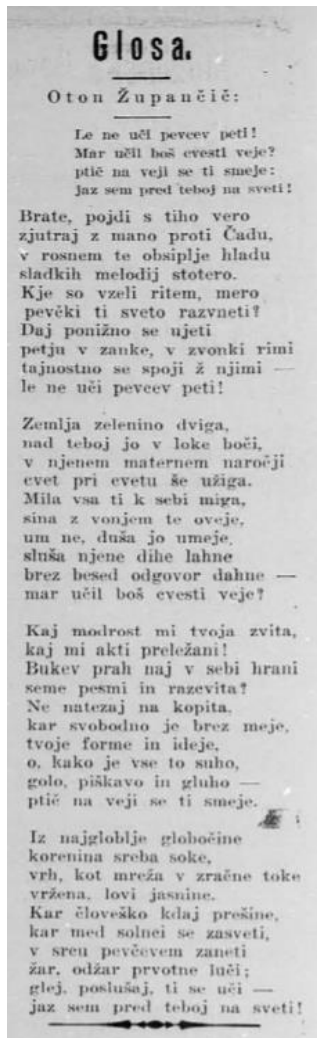 Glosa.
Oton Župančič:
Le ne uči pevcev peti!
Mar učil boš cvesti veje?
ptič na veji se ti smeje:
jaz sem pred teboj na sveti!
Brate, pojdi s tiho vero
zjutraj z mano proti Čadu,
v rosnem te obsiplje hladu
sladkih melodij stotero.
Kje so vzeli ritem, mero
pevčki ti sveto razvneti?
Daj ponižno se ujeti
petju v zanke, v zvonki rimi
tajnostno se spoji ž njimi —
le ne uči pevcev peti!
Zemlja zelenino dviga,
nad teboj jo v loke boči,
v njenem maternem naročji
cvet pri cvetu še užiga.
Mila vsa ti k sebi miga,
sina z vonjem te oveje,
um ne, duša jo umeje,
sluša njene dihe lahne
brez besed odgovor dahne —
mar učil boš cvesti veje?
Kaj modrost mi tvoja zvita,
kaj mi akti preležani!
Bukev prah naj v sebi hrani
seme pesmi in razcvita?
Ne natezaj na kopita,
kar svobodno je brez meje,
tvoje forme in ideje,
o, kako je vse to suho,
golo, piškavo in gluho —
ptič na veji se ti smeje.
Iz najgloblje globočine
korenina sreba soke,
vrh, kot mreža v zračne toke
vržena, lovi jasnine.
Kar človeško kdaj prešine,
kar med solnci se zasveti,
v srcu pevčevem zaneti
žar, odžar prvotne luči;
glej, poslušaj, ti se uči —
jaz sem pred teboj na sveti!